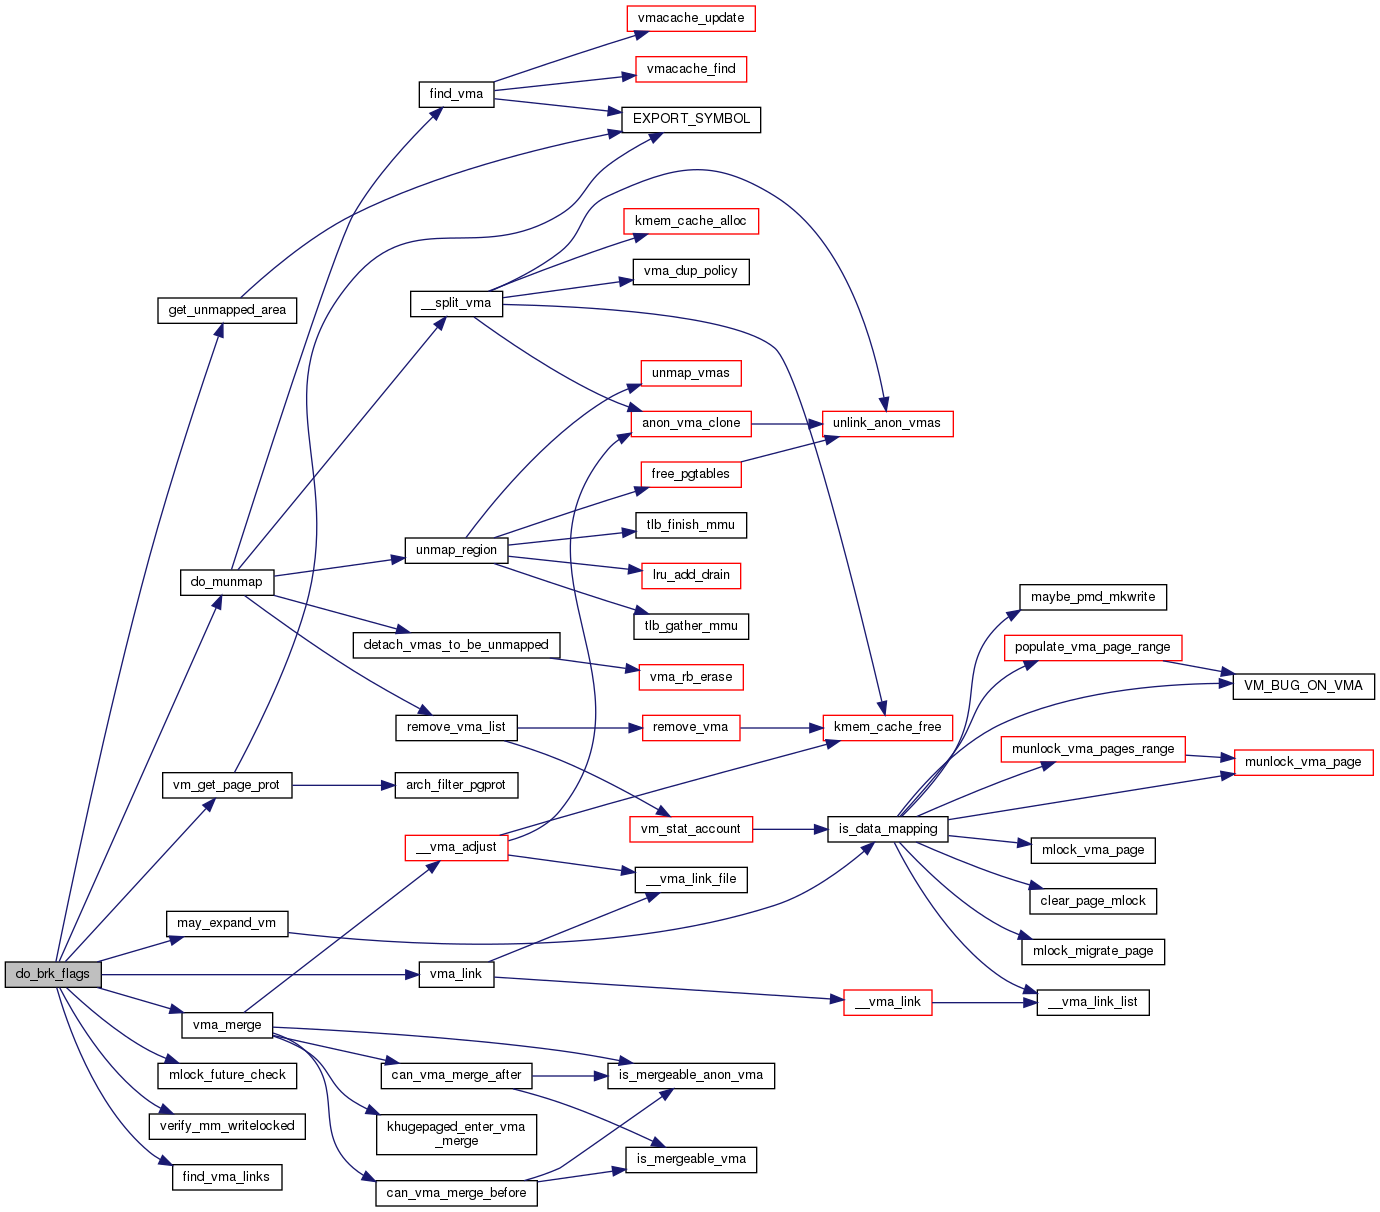 vmacache_update
vmacache_find
find_vma
EXPORT_SYMBOL
kmem_cache_alloc
vma_dup_policy
__split_vma
get_unmapped_area
unmap_vmas
anon_vma_clone
unlink_anon_vmas
free_pgtables
tlb_finish_mmu
unmap_region
lru_add_drain
do_munmap
maybe_pmd_mkwrite
tlb_gather_mmu
detach_vmas_to_be_unmapped
populate_vma_page_range
vma_rb_erase
VM_BUG_ON_VMA
remove_vma_list
remove_vma
kmem_cache_free
munlock_vma_pages_range
munlock_vma_page
vm_get_page_prot
arch_filter_pgprot
vm_stat_account
is_data_mapping
__vma_adjust
mlock_vma_page
__vma_link_file
clear_page_mlock
may_expand_vm
mlock_migrate_page
do_brk_flags
vma_link
__vma_link
__vma_link_list
vma_merge
mlock_future_check
can_vma_merge_after
is_mergeable_anon_vma
verify_mm_writelocked
khugepaged_enter_vma
_merge
is_mergeable_vma
find_vma_links
can_vma_merge_before